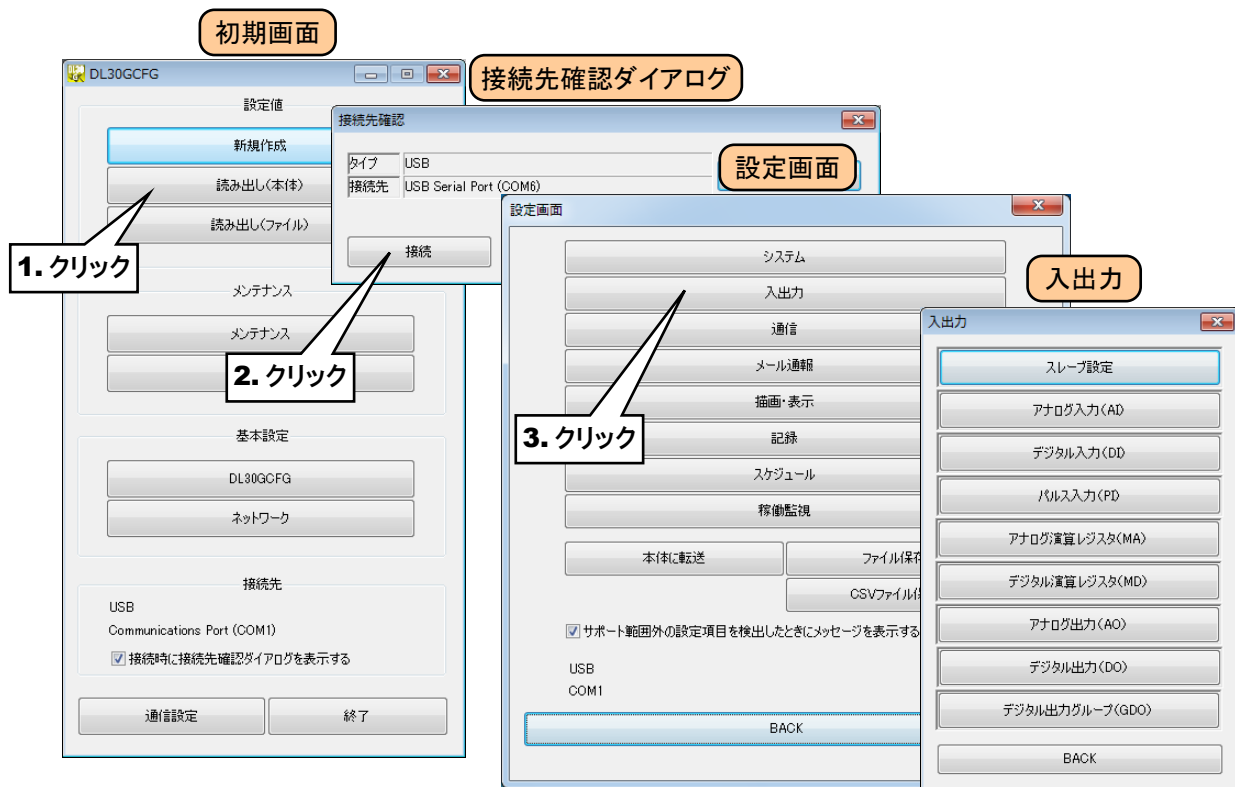 初期画面
DL30GCFG
設定値
新規作成
読み出し(本体)
読み出し(ファイル)
1. クリック
メンテナンス
メンテナンス
基本設定
DL30GCFG
ネットワーク
接続先
USB
Communications Port (COM1)
接続時に接続先確認ダイアログを表示する
通信設定
終了
接続先確認ダイアログ
接続先確認
タイプ USB
接続先 USB Serial Port (COM6)
接続
2. クリック
設定画面
設定画面
システム
入出力
通信
メール通報
描画・表示
記録
スケジュール
稼働監視
3. クリック
本体に転送
ファイル保存
CSVファイル
サポート範囲外の設定項目を検出したときにメッセージを表示する
USB
COM1
BACK
入出力
入出力
スレーブ設定
アナログ入力(AI)
デジタル入力(DI)
パルス入力(PI)
アナログ演算レジスタ(MA)
デジタル演算レジスタ(MD)
アナログ出力(AO)
デジタル出力(DO)
デジタル出力グループ(GDO)
BACK